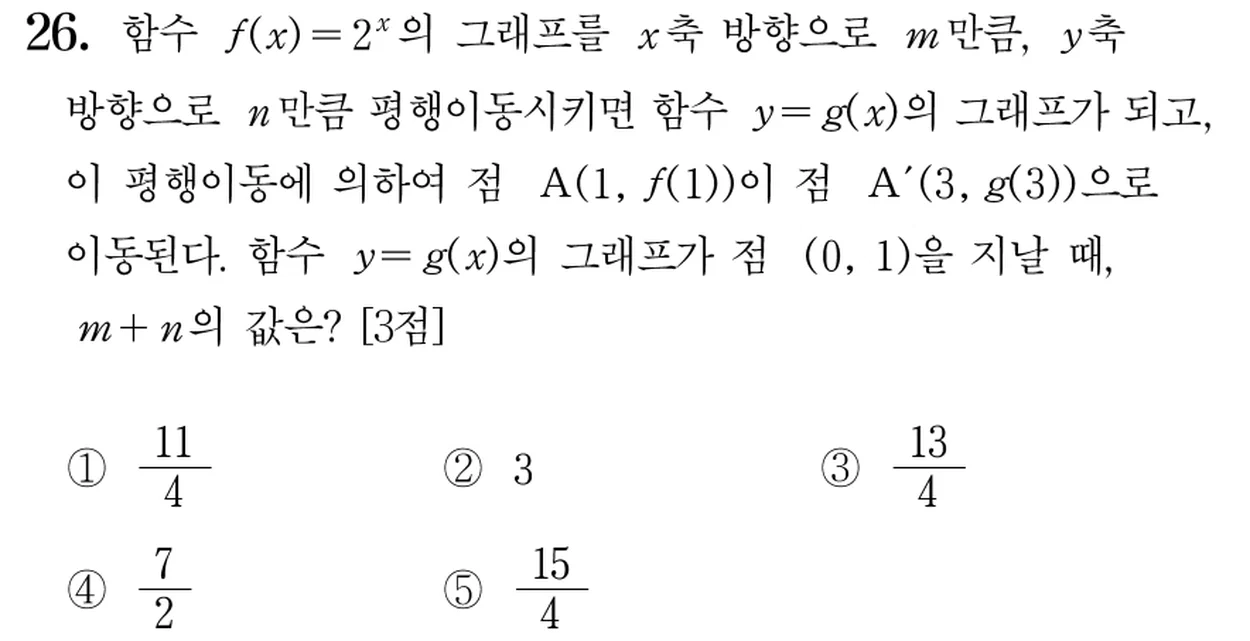 26. 함수 f(x)=2^x의 그래프를 x축 방향으로 m만큼, y축
방향으로 n만큼 평행이동시키면 함수 y=g(x)의 그래프가 되고,
이 평행이동에 의하여 점 A(1, f(1))이 점 A′(3, g(3))으로
이동된다. 함수 y=g(x)의 그래프가 점 (0, 1)을 지날 때,
m+n의 값은? [3점]
① 11/4 ② 3 ③ 13/4
④ 7/2 ⑤ 15/4